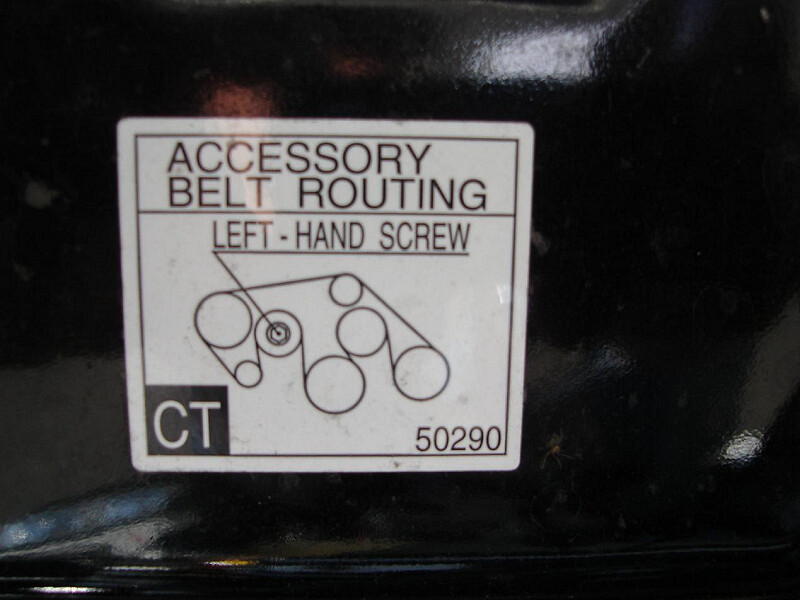 ACCESSORY
BELT ROUTING
LEFT-HAND SCREW
CT
50290